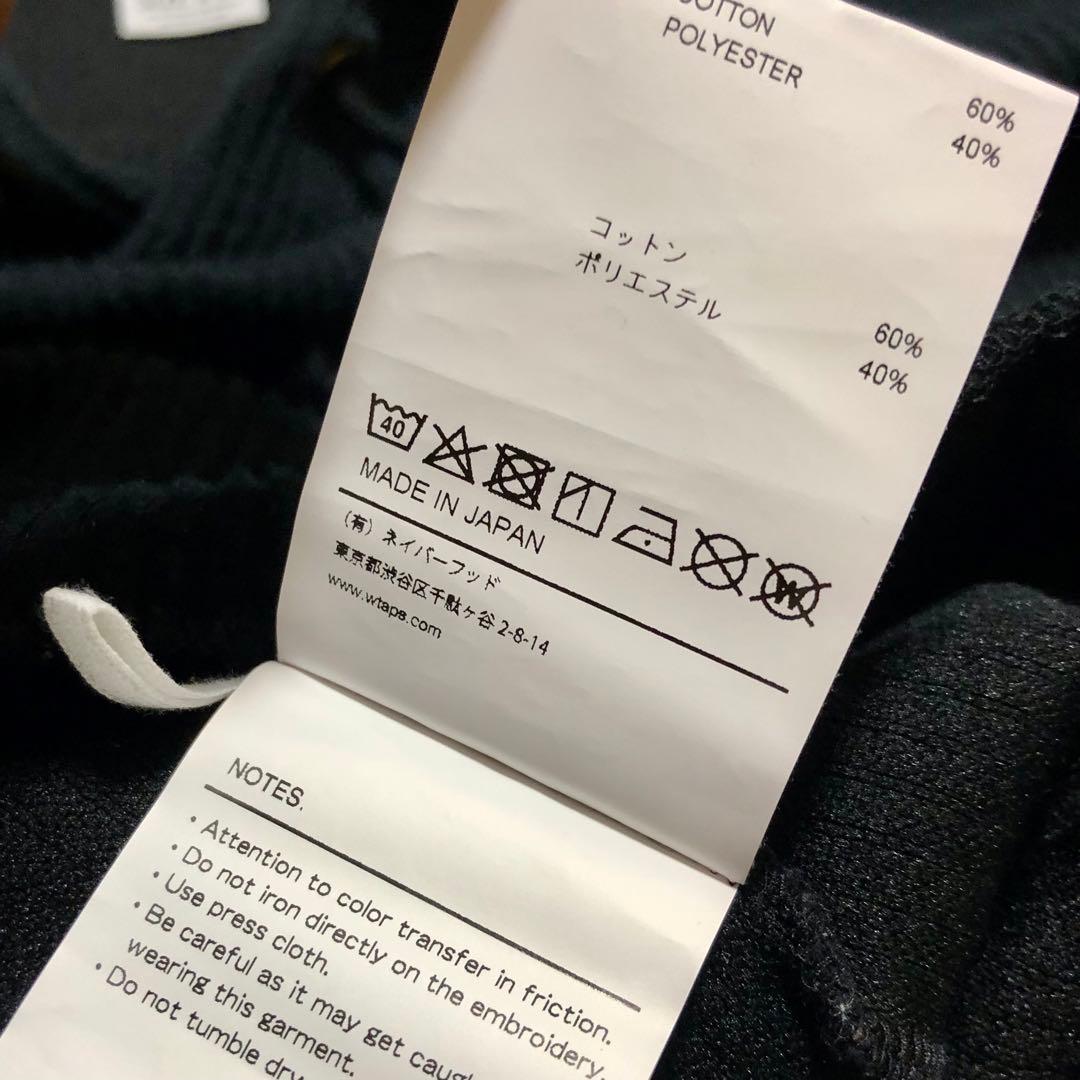 COTTON
POLYESTER
60%
40%
コットン
ポリエステル
60%
40%
40
W
MADE IN JAPAN
(有) ネイバーフッド
東京都渋谷区千駄ヶ谷 2-8-14
www.wtaps.com
NOTES.
・Attention to color transfer in friction.
・Do not iron directly on the embroidery.
・Use press cloth.
・Be careful as it may get caugh
wearing this garment.
・Do not tumble dry